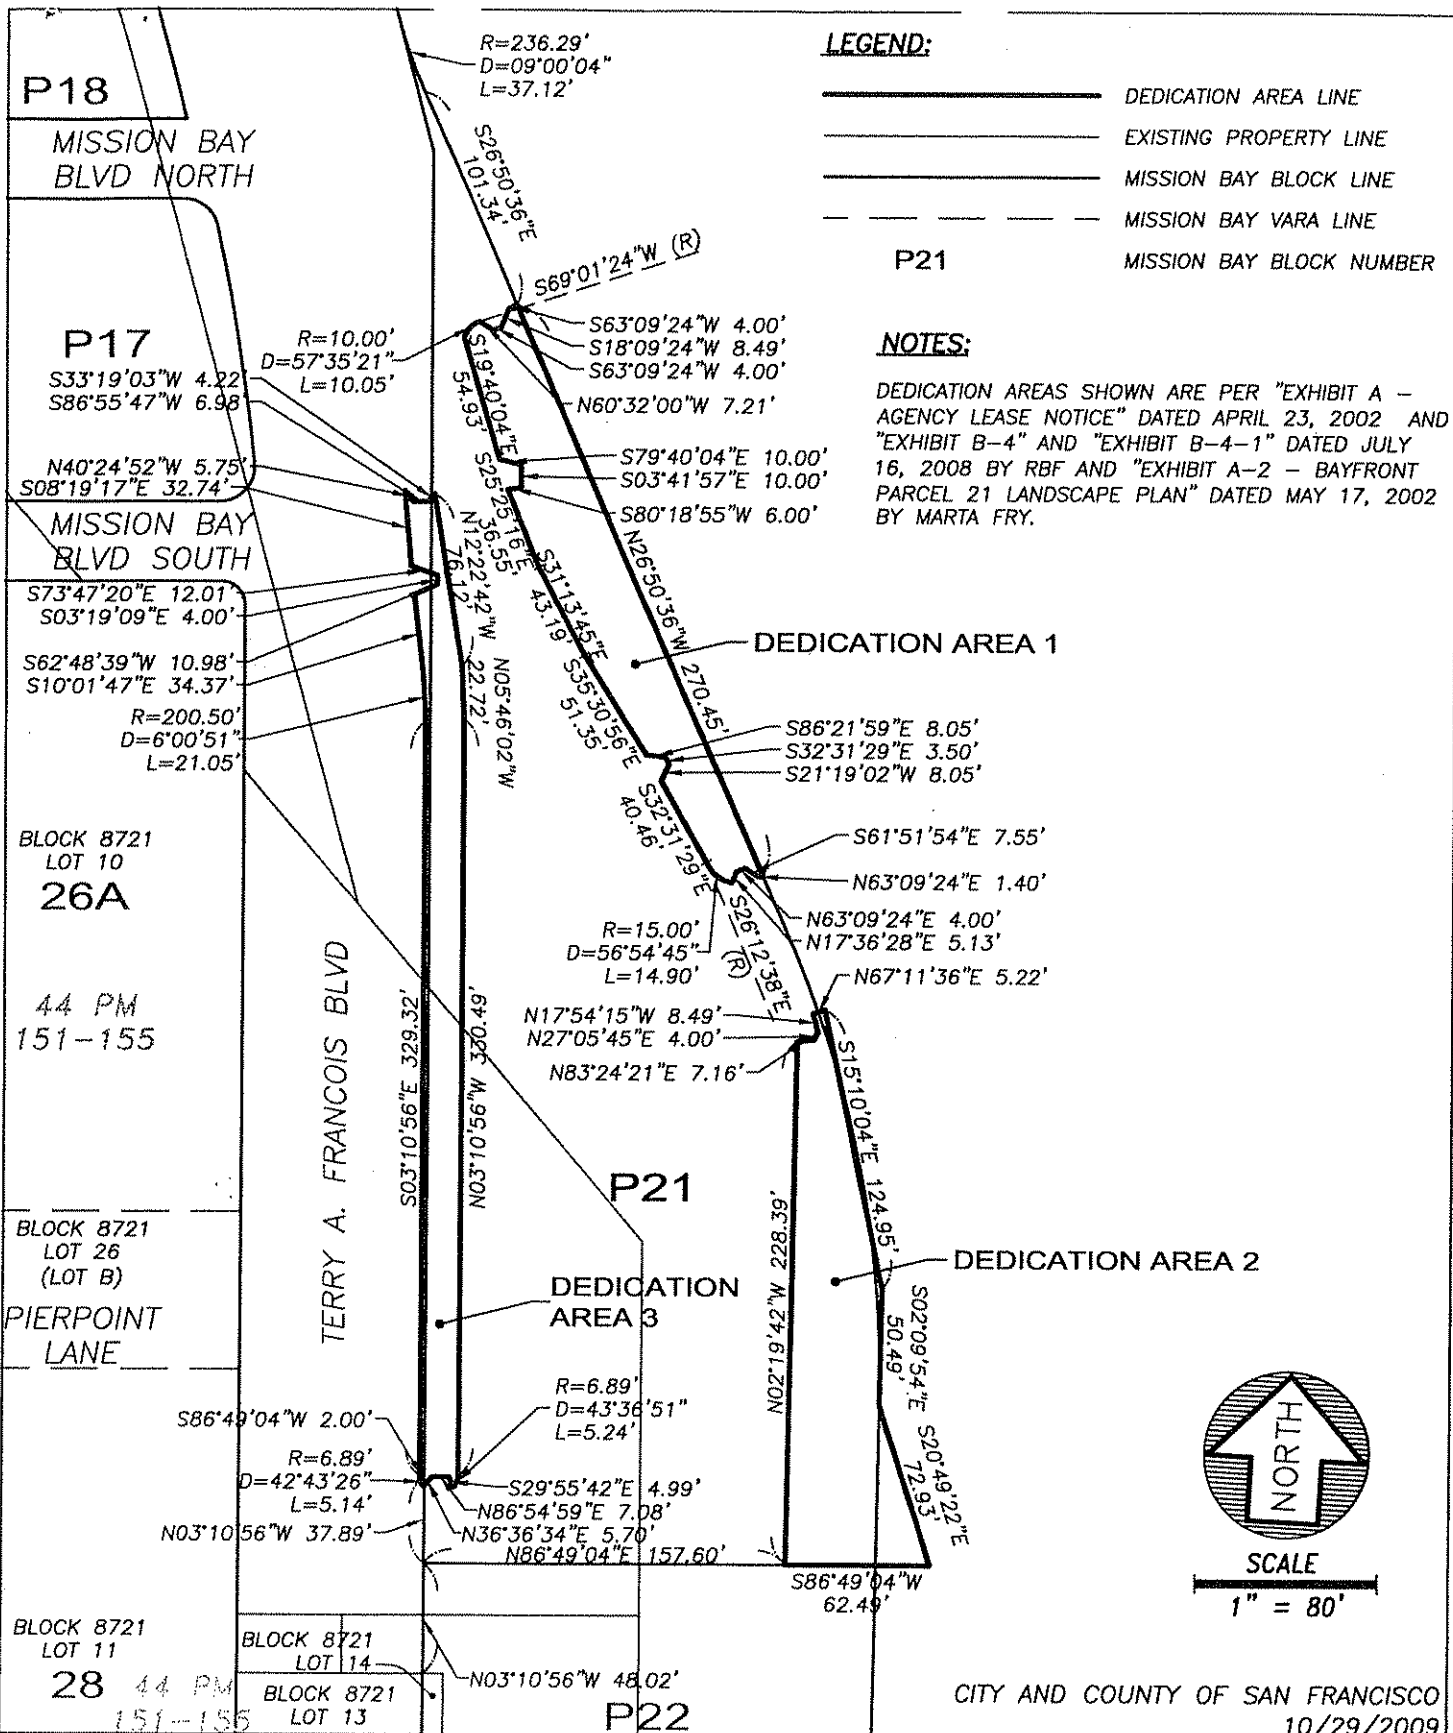 R=236.29'
D=09°00'04"
L=37.12'
LEGEND:
DEDICATION AREA LINE
EXISTING PROPERTY LINE
MISSION BAY BLOCK LINE
MISSION BAY VARA LINE
P21
MISSION BAY BLOCK NUMBER
P18
MISSION BAY
BLVD NORTH
S26°50'36"E
101.34'
S69°01'24"W (R)
NOTES:
DEDICATION AREAS SHOWN ARE PER "EXHIBIT A –
AGENCY LEASE NOTICE" DATED APRIL 23, 2002 AND
"EXHIBIT B–4" AND "EXHIBIT B–4–1" DATED JULY
16, 2008 BY RBF AND "EXHIBIT A–2 – BAYFRONT
PARCEL 21 LANDSCAPE PLAN" DATED MAY 17, 2002
BY MARTA FRY.
P17
R=10.00'
D=57°35'21"
L=10.05'
S63°09'24"W 4.00'
S18°09'24"W 8.49'
S63°09'24"W 4.00'
N60°32'00"W 7.21'
S33°19'03"W 4.22'
S86°55'47"W 6.98'
N40°24'52"W 5.75'
S08°19'17"E 32.74'
S19°40'04"E
54.93'
S79°40'04"E 10.00'
S03°41'57"E 10.00'
S80°18'55"W 6.00'
MISSION BAY
BLVD SOUTH
S25°25'16"E
36.55'
N12°22'42"W
76.12'
S31°13'45"E
43.19'
N26°50'36"W 270.45'
S73°47'20"E 12.01'
S03°19'09"E 4.00'
S62°48'39"W 10.98'
S10°01'47"E 34.37'
R=200.50'
D=6°00'51"
L=21.05'
N05°46'02"W
22.72'
S35°30'56"E
51.35'
DEDICATION AREA 1
S86°21'59"E 8.05'
S32°31'29"E 3.50'
S21°19'02"W 8.05'
S32°31'29"E
40.46'
S61°51'54"E 7.55'
N63°09'24"E 1.40'
N63°09'24"E 4.00'
N17°36'28"E 5.13'
BLOCK 8721
LOT 10
26A
R=15.00'
D=56°54'45"
L=14.90'
S26°12'38"E
(R)
N67°11'36"E 5.22'
44 PM
151–155
N17°54'15"W 8.49'
N27°05'45"E 4.00'
N83°24'21"E 7.16'
TERRY A. FRANCOIS BLVD
S03°10'56"E 329.32'
N03°10'56"W 300.49'
S15°10'04"E 124.95'
P21
BLOCK 8721
LOT 26
(LOT B)
PIERPOINT
LANE
DEDICATION
AREA 3
N02°19'42"W 228.39'
DEDICATION AREA 2
S02°09'54"E
50.49'
S20°49'22"E
72.93'
R=6.89'
D=43°36'51"
L=5.24'
S86°49'04"W 2.00'
R=6.89'
D=42°43'26"
L=5.14'
S29°55'42"E 4.99'
N86°54'59"E 7.08'
N36°36'34"E 5.70'
N03°10'56"W 37.89'
N86°49'04"E 157.60'
S86°49'04"W
62.49'
NORTH
SCALE
1" = 80'
BLOCK 8721
LOT 11
28
44 PM
151–155
BLOCK 8721
LOT 14
BLOCK 8721
LOT 13
N03°10'56"W 48.02'
P22
CITY AND COUNTY OF SAN FRANCISCO
10/29/2009